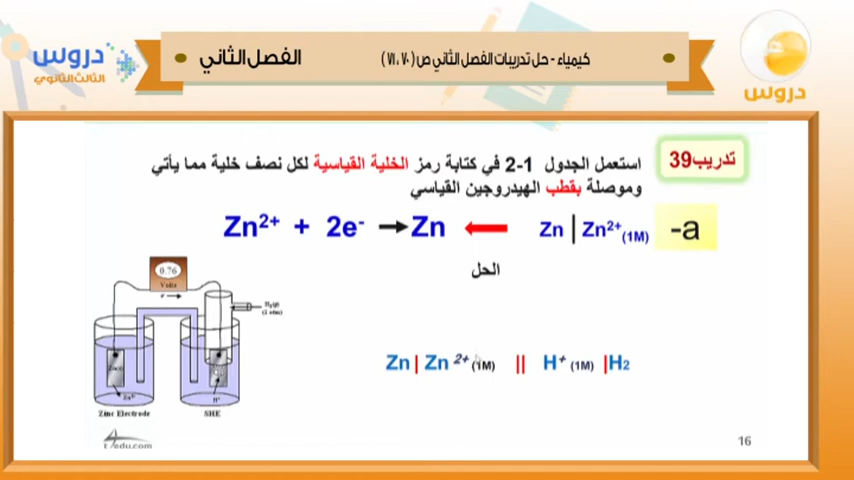 دروس
الثالث الثانوي
الفصل الثاني
كيمياء - حل تدريبات الفصل الثاني ص ( ٧٠ ، ٧١ )
دروس
تدريب39
استعمل الجدول 1-2 في كتابة رمز الخلية القياسية لكل نصف خلية مما يأتي
وموصلة بقطب الهيدروجين القياسي
Zn²⁺ + 2e⁻ → Zn ← Zn | Zn²⁺ (1M) -a
الحل
0.76
Volts
Zn | Zn ²⁺ (1M) || H⁺ (1M) | H₂
Zinc Electrode
SHE
16